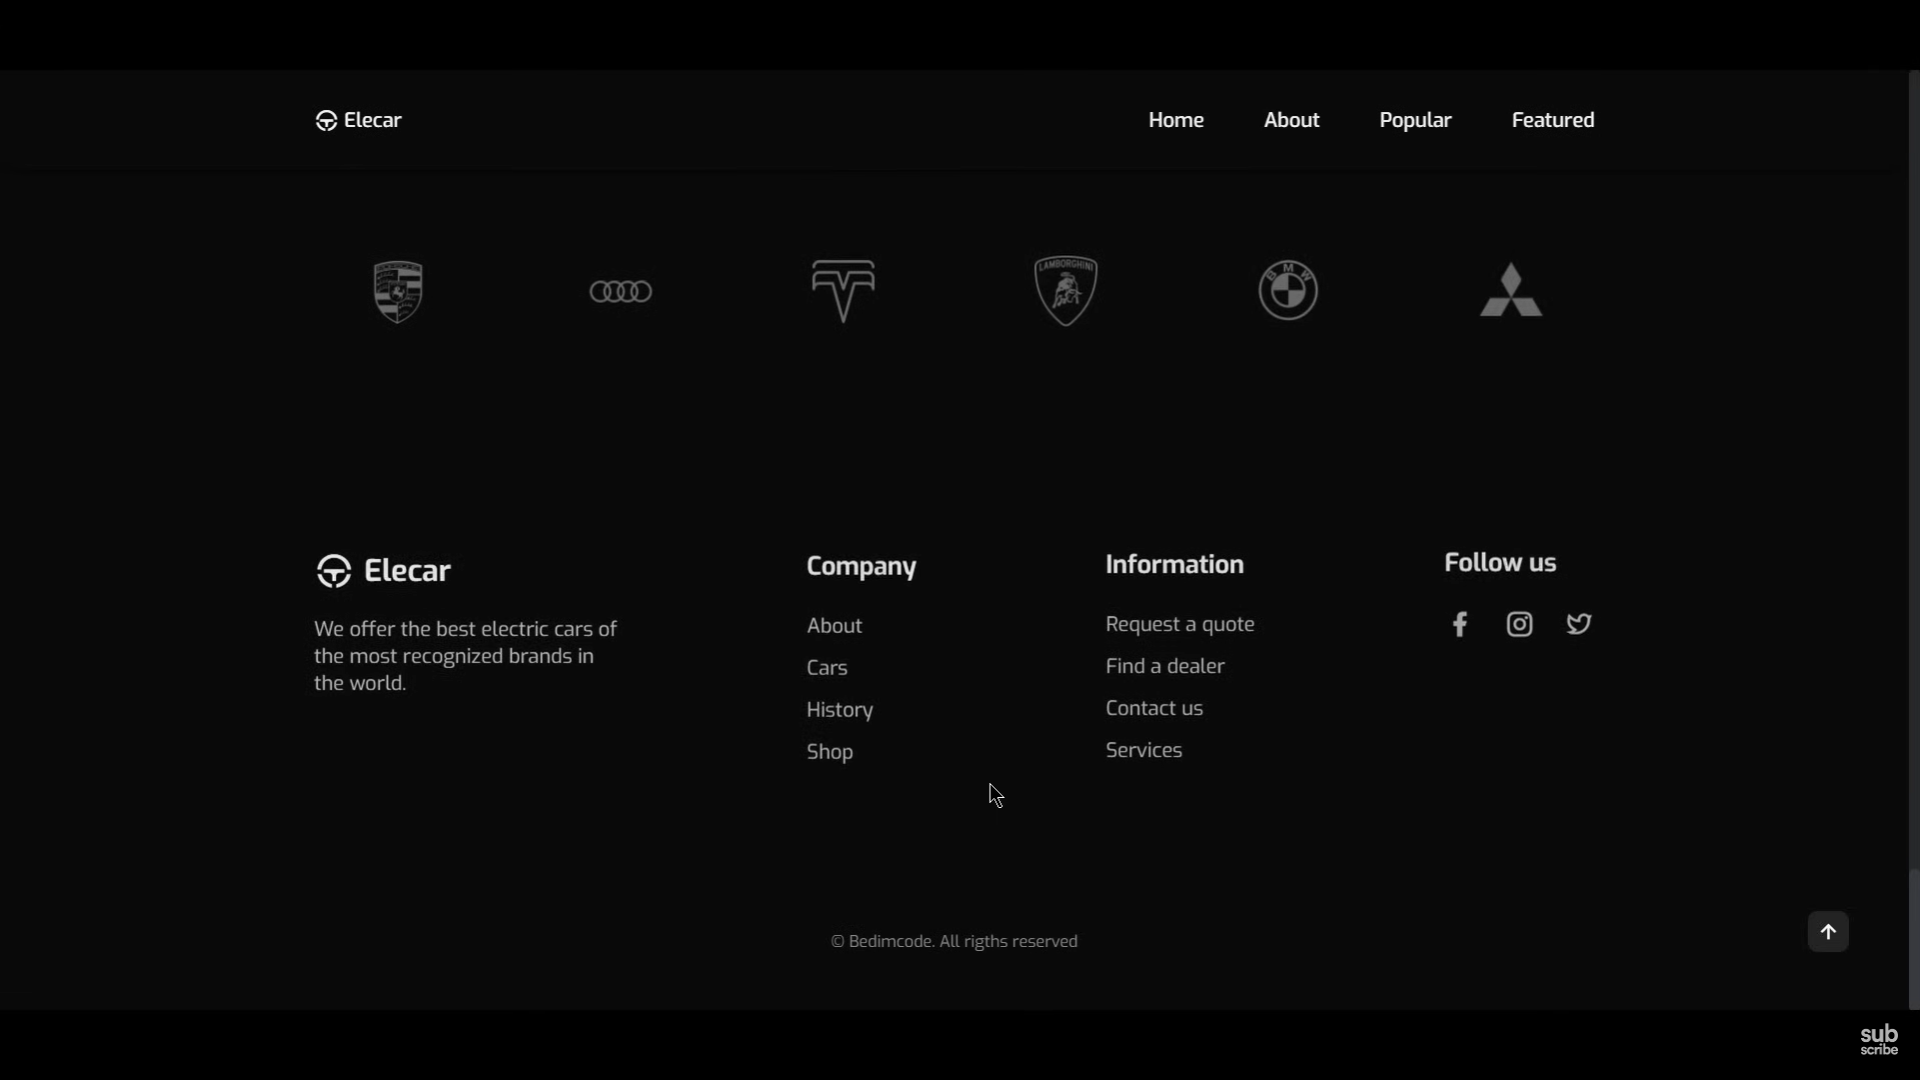 Elecar
Home About Popular Featured
LAMBORGHINI
BMW
Elecar
We offer the best electric cars of
the most recognized brands in
the world.
Company
About
Cars
History
Shop
Information
Request a quote
Find a dealer
Contact us
Services
Follow us
© Bedimcode. All rigths reserved
sub
scribe